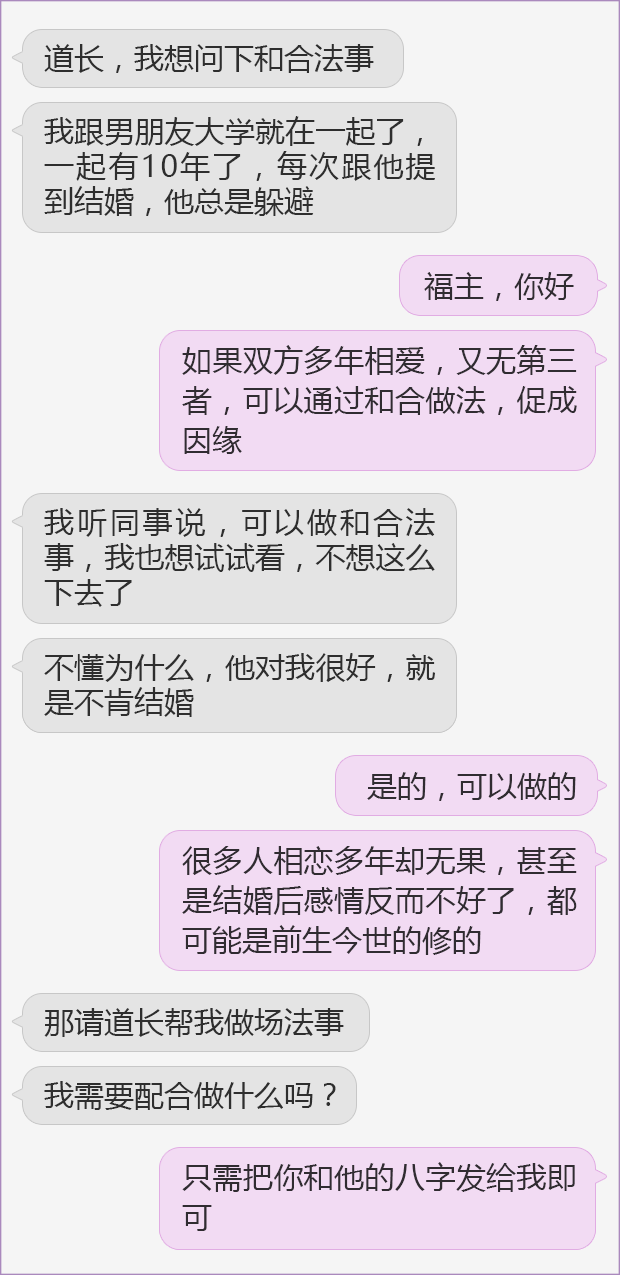 道长，我想问下和合法事
我跟男朋友大学就在一起了，
一起有10年了，每次跟他提
到结婚，他总是躲避
福主，你好
如果双方多年相爱，又无第三
者，可以通过和合做法，促成
因缘
我听同事说，可以做和合法
事，我也想试试看，不想这么
下去了
不懂为什么，他对我很好，就
是不肯结婚
是的，可以做的
很多人相恋多年却无果，甚至
是结婚后感情反而不好了，都
可能是前生今世的修的
那请道长帮我做场法事
我需要配合做什么吗？
只需把你和他的八字发给我即
可